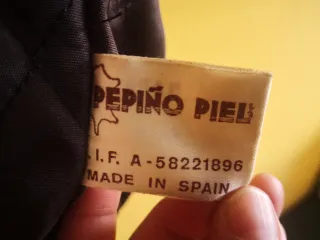 PEPIÑO PIEL
.I.F. A-58221896
MADE IN SPAIN